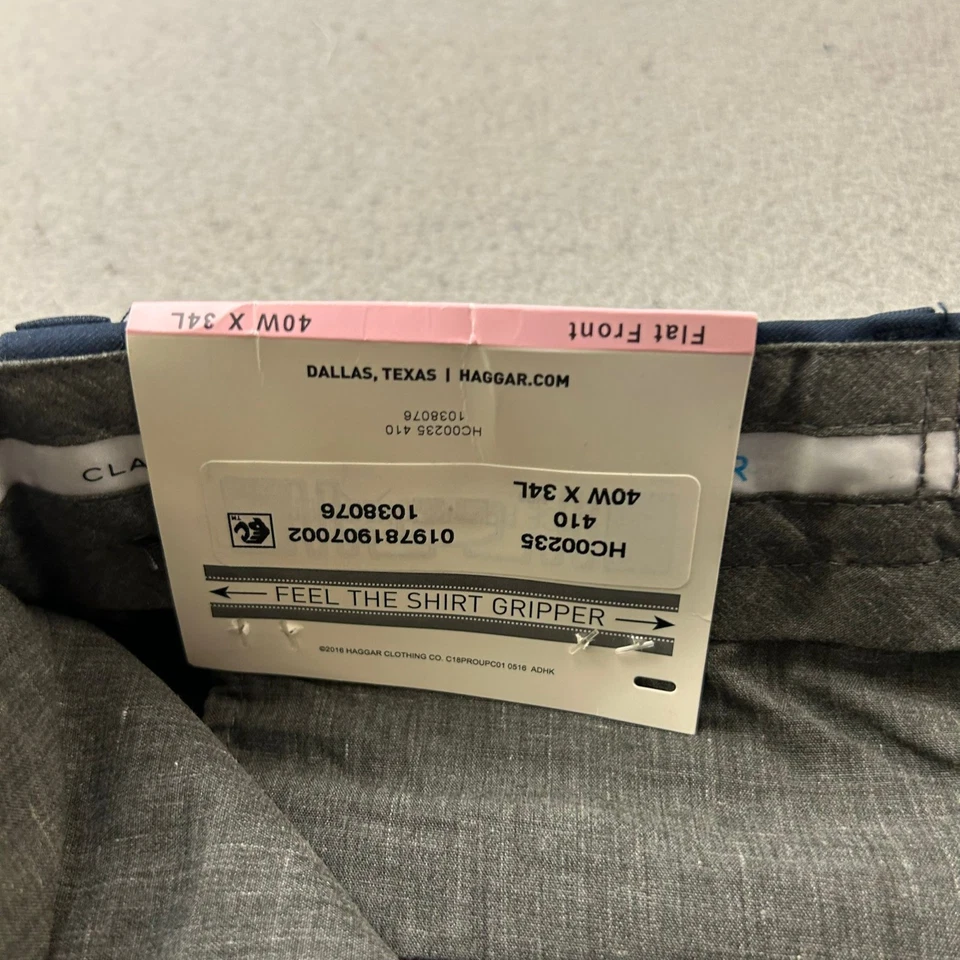 Flat Front 40W X 34L
DALLAS, TEXAS | HAGGAR.COM
HC00235 410
1038076
HC00235 019781907002
410 1038076
40W X 34L
FEEL THE SHIRT GRIPPER
©2016 HAGGAR CLOTHING CO. C18PROUPC01 0516 ADHK
CLA
R